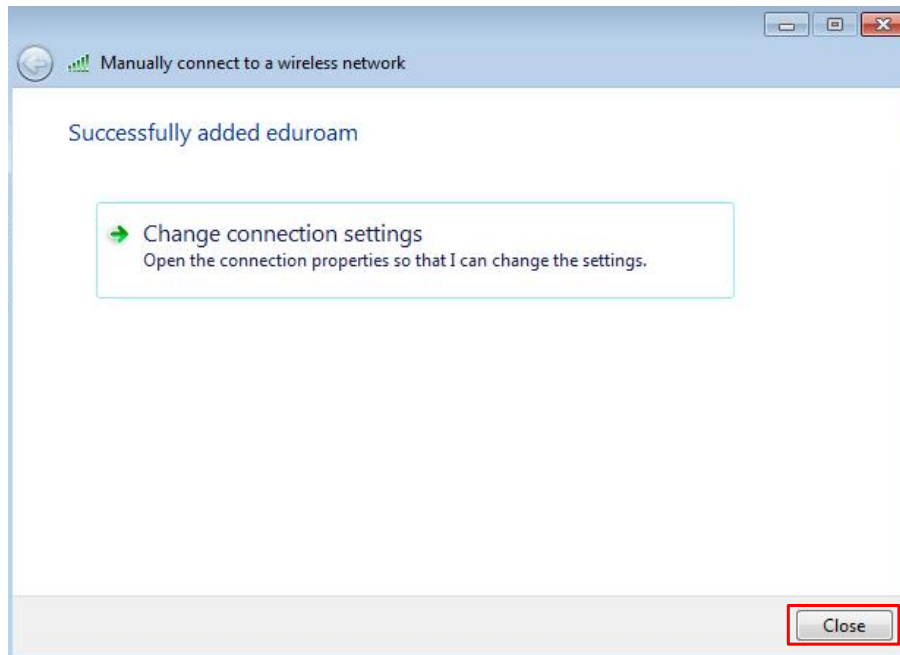 Manually connect to a wireless network
Successfully added eduroam
Change connection settings
Open the connection properties so that I can change the settings.
Close